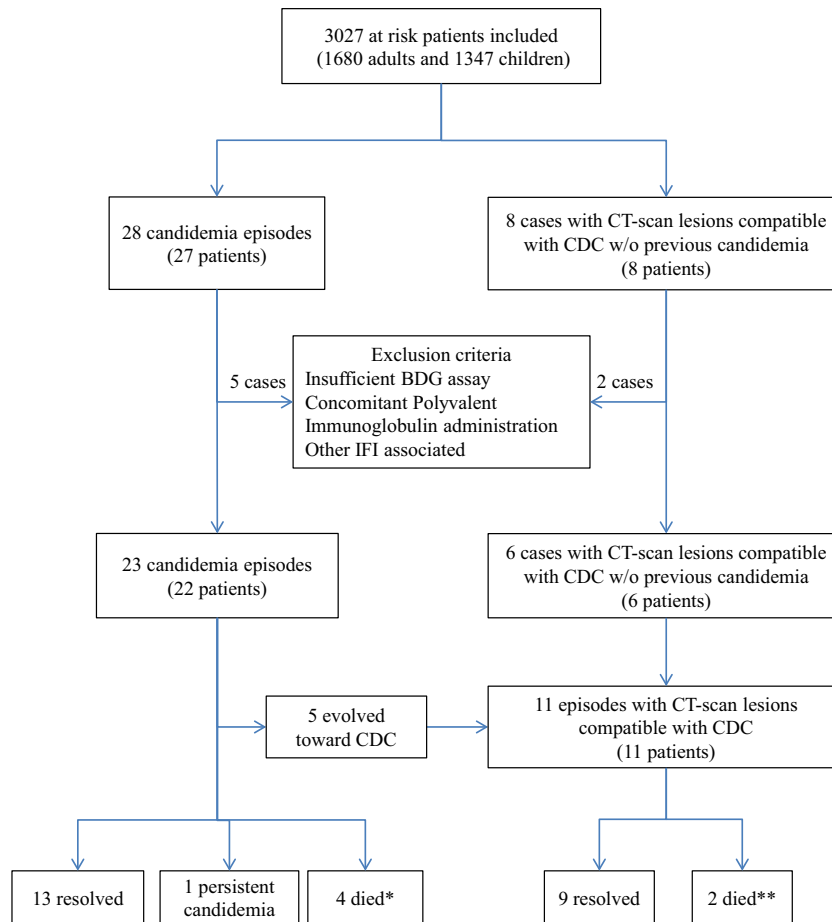 3027 at risk patients included
(1680 adults and 1347 children)
28 candidemia episodes
(27 patients)
8 cases with CT-scan lesions compatible
with CDC w/o previous candidemia
(8 patients)
5 cases
Exclusion criteria
Insufficient BDG assay
Concomitant Polyvalent
Immunoglobulin administration
Other IFI associated
2 cases
23 candidemia episodes
(22 patients)
6 cases with CT-scan lesions compatible
with CDC w/o previous candidemia
(6 patients)
5 evolved
toward CDC
11 episodes with CT-scan lesions
compatible with CDC
(11 patients)
13 resolved
1 persistent
candidemia
4 died*
9 resolved
2 died**